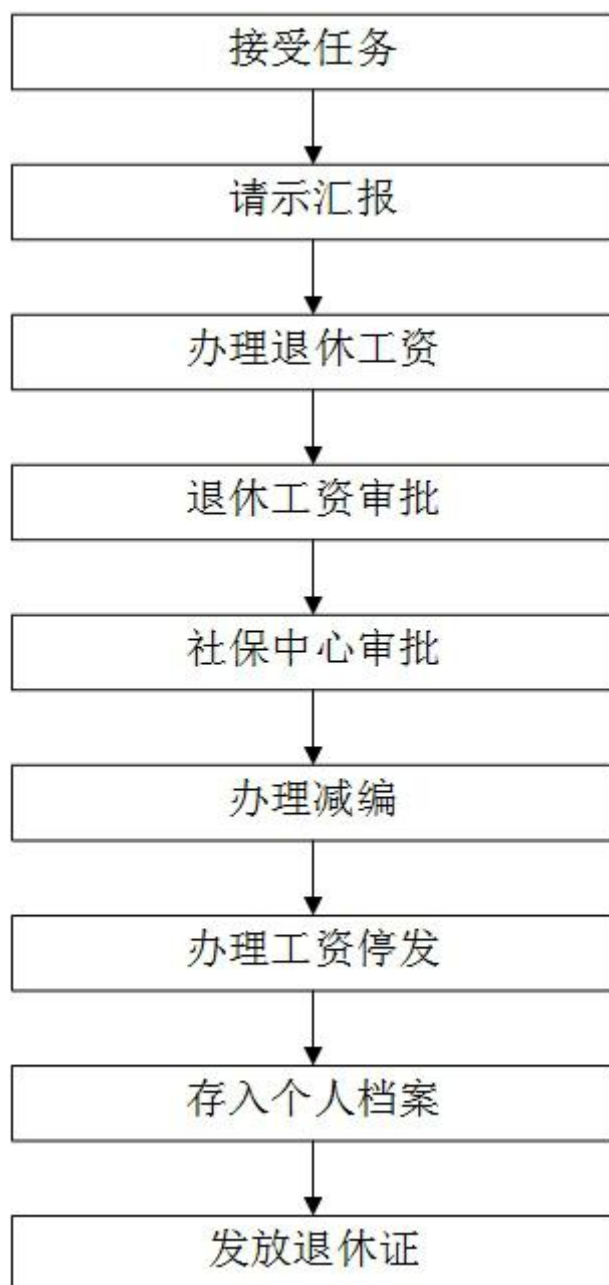 接受任务
请示汇报
办理退休工资
退休工资审批
社保中心审批
办理减编
办理工资停发
存入个人档案
发放退休证